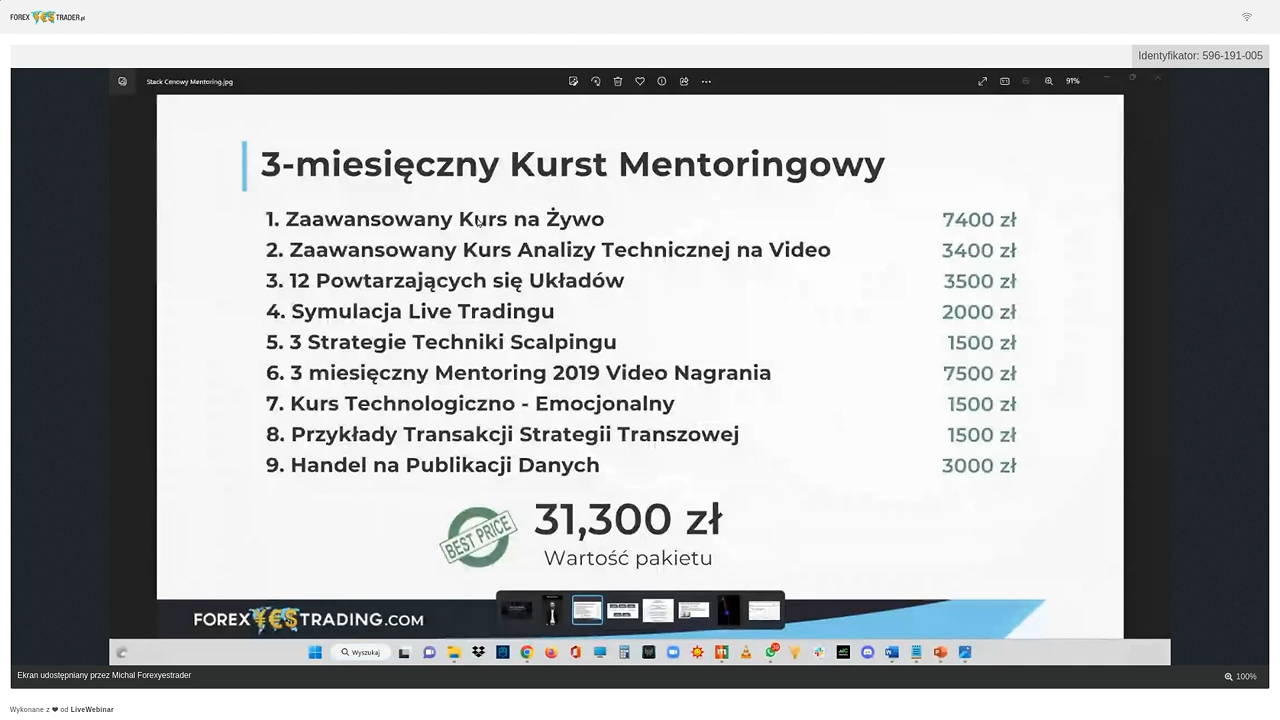 FOREX YES TRADER.pl
Identyfikator: 596-191-005
Stack Cenowy Mentoring.jpg
91%
3-miesięczny Kurst Mentoringowy
1. Zaawansowany Kurs na Żywo 7400 zł
2. Zaawansowany Kurs Analizy Technicznej na Video 3400 zł
3. 12 Powtarzających się Układów 3500 zł
4. Symulacja Live Tradingu 2000 zł
5. 3 Strategie Techniki Scalpingu 1500 zł
6. 3 miesięczny Mentoring 2019 Video Nagrania 7500 zł
7. Kurs Technologiczno - Emocjonalny 1500 zł
8. Przykłady Transakcji Strategii Transzowej 1500 zł
9. Handel na Publikacji Danych 3000 zł
BEST PRICE
31,300 zł
Wartość pakietu
FOREX YES TRADING.COM
Wyszukaj
Ekran udostępniany przez Michal Forexyestrader
100%
Wykonane z ❤ od LiveWebinar